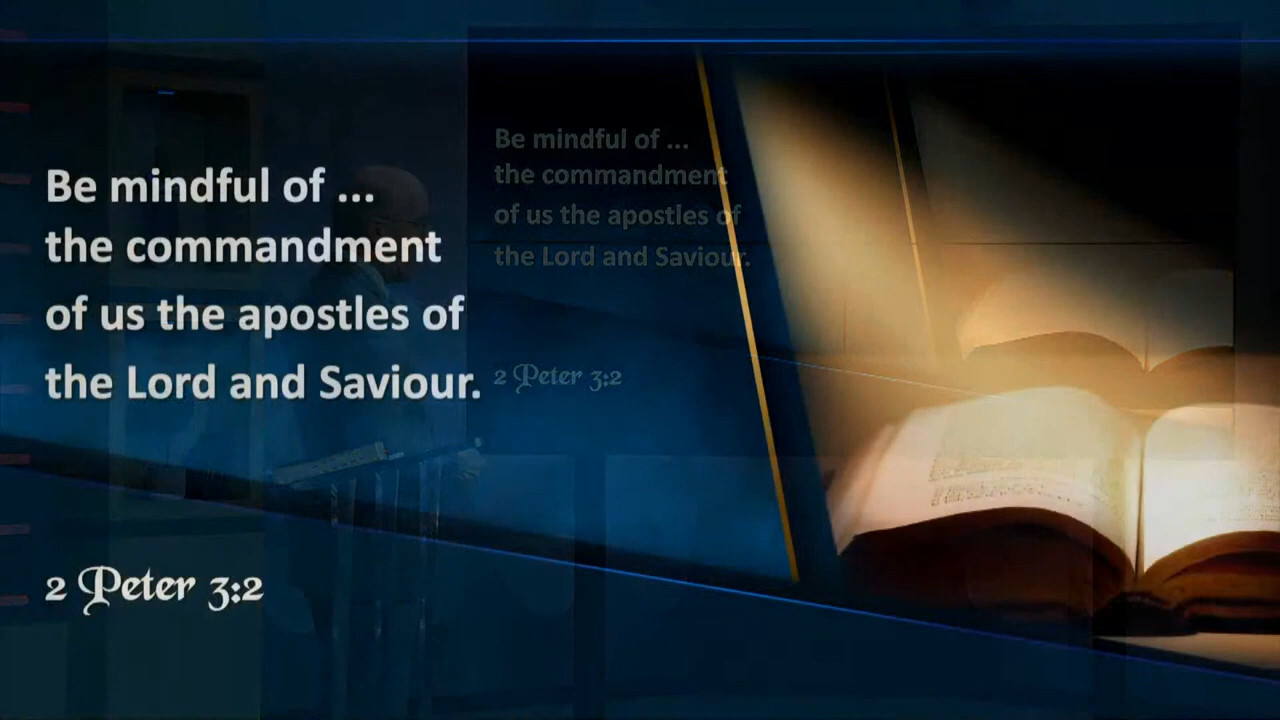 Be mindful of ...
the commandment
of us the apostles of
the Lord and Saviour.
2 Peter 3:2
Be mindful of ...
the commandment
of us the apostles of
the Lord and Saviour.
2 Peter 3:2